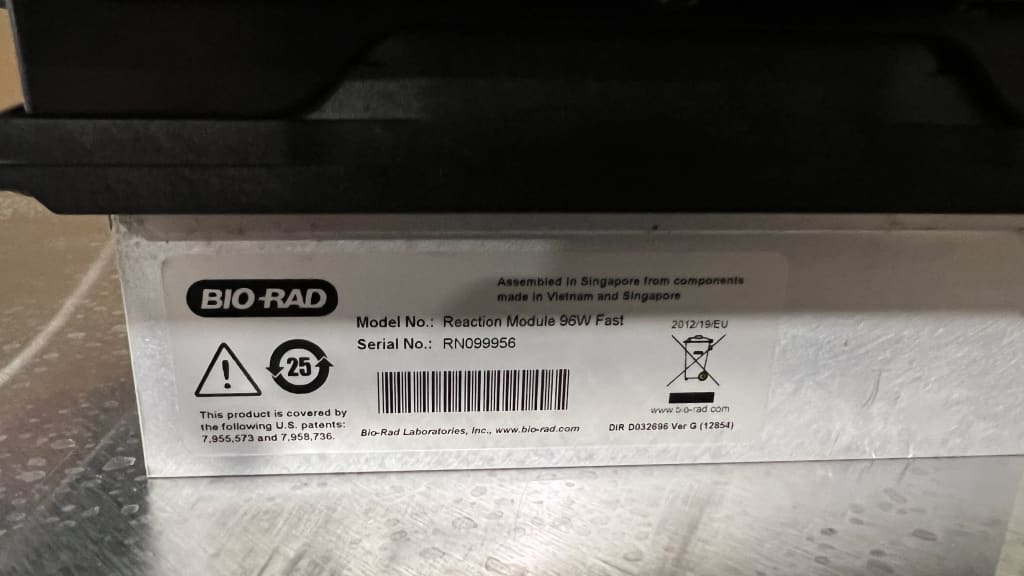 BIO-RAD
Assembled in Singapore from components
made in Vietnam and Singapore
Model No.: Reaction Module 96W Fast
Serial No.: RN099956
2012/19/EU
25
This product is covered by
the following U.S. patents:
7,955,573 and 7,958,736.
Bio-Rad Laboratories, Inc., www.bio-rad.com
www.bio-rad.com
DIR D032696 Ver G (12854)